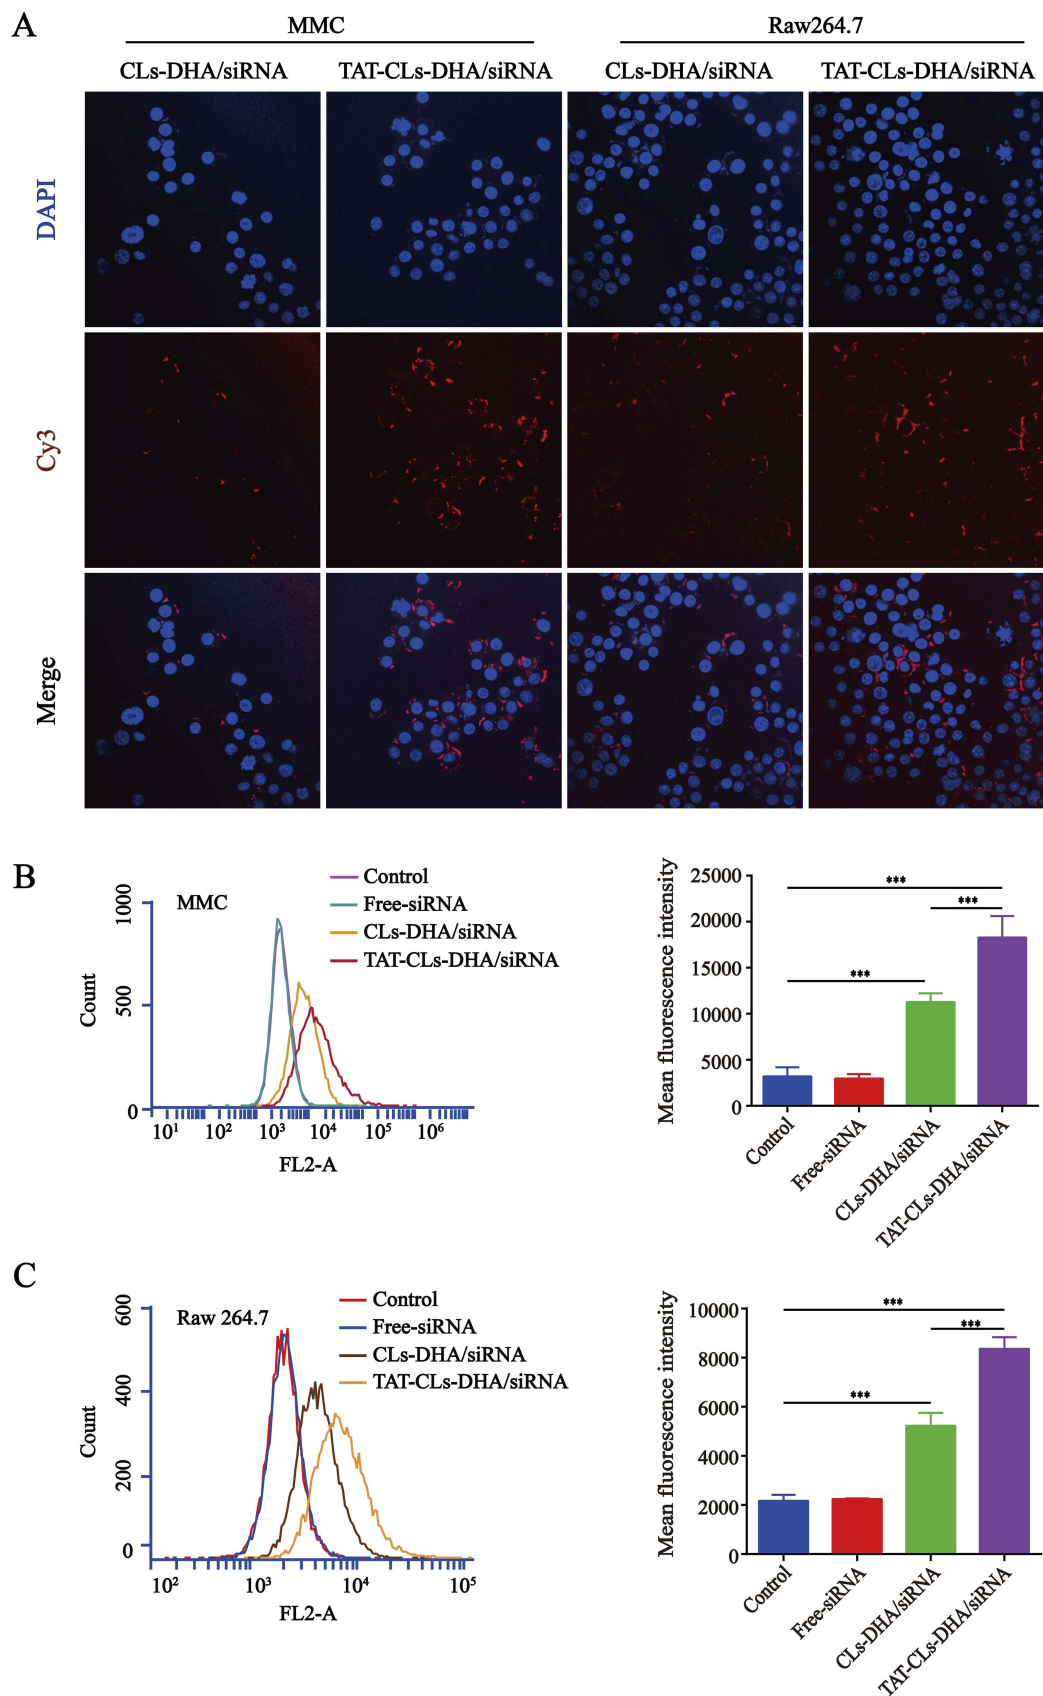 A
MMC
Raw264.7
CLs-DHA/siRNA
TAT-CLs-DHA/siRNA
CLs-DHA/siRNA
TAT-CLs-DHA/siRNA
DAPI
Cy3
Merge
B
MMC
Control
Free-siRNA
CLs-DHA/siRNA
TAT-CLs-DHA/siRNA
Count
1000
500
0
10¹
10²
10³
10⁴
10⁵
10⁶
FL2-A
Mean fluorescence intensity
25000
20000
15000
10000
5000
0
***
***
***
Control
Free-siRNA
CLs-DHA/siRNA
TAT-CLs-DHA/siRNA
C
Raw 264.7
Control
Free-siRNA
CLs-DHA/siRNA
TAT-CLs-DHA/siRNA
Count
600
400
200
0
10²
10³
10⁴
10⁵
FL2-A
Mean fluorescence intensity
10000
8000
6000
4000
2000
0
***
***
***
Control
Free-siRNA
CLs-DHA/siRNA
TAT-CLs-DHA/siRNA